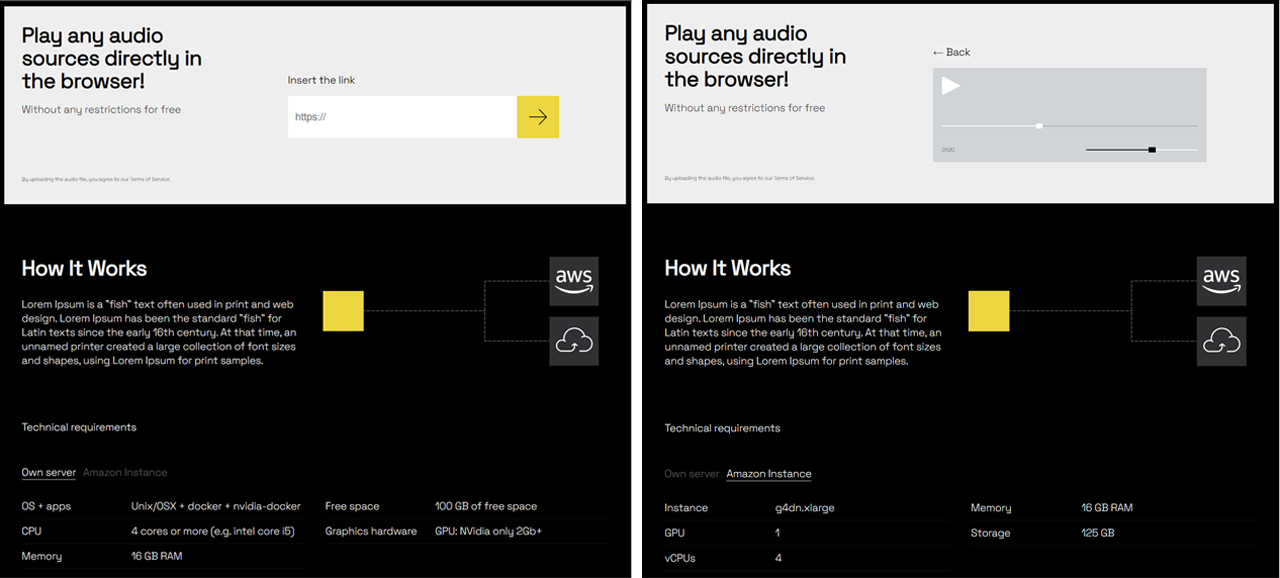 Play any audio
sources directly in
the browser!
Without any restrictions for free
Insert the link
https://
By uploading the audio file, you agree to our Terms of Service.
How It Works
Lorem Ipsum is a "fish" text often used in print and web
design. Lorem Ipsum has been the standard "fish" for
Latin texts since the early 16th century. At that time, an
unnamed printer created a large collection of font sizes
and shapes, using Lorem Ipsum for print samples.
aws
Technical requirements
Own server Amazon Instance
OS + apps Unix/OSX + docker + nvidia-docker Free space 100 GB of free space
CPU 4 cores or more (e.g. intel core i5) Graphics hardware GPU: NVidia only 2Gb+
Memory 16 GB RAM
Play any audio
sources directly in
the browser!
Without any restrictions for free
← Back
01:20
By uploading the audio file, you agree to our Terms of Service.
How It Works
Lorem Ipsum is a "fish" text often used in print and web
design. Lorem Ipsum has been the standard "fish" for
Latin texts since the early 16th century. At that time, an
unnamed printer created a large collection of font sizes
and shapes, using Lorem Ipsum for print samples.
aws
Technical requirements
Own server Amazon Instance
Instance g4dn.xlarge Memory 16 GB RAM
GPU 1 Storage 125 GB
vCPUs 4